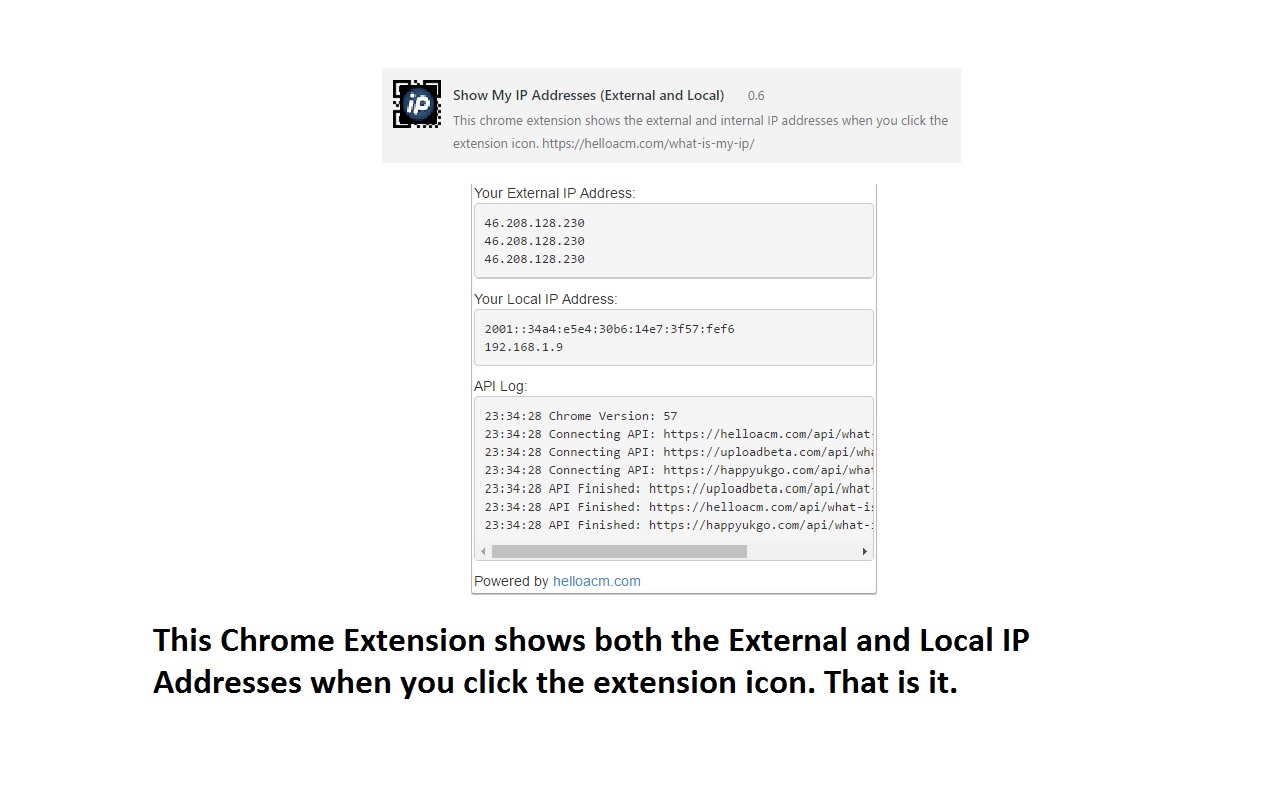 iP
Show My IP Addresses (External and Local) 0.6
This chrome extension shows the external and internal IP addresses when you click the
extension icon. https://helloacm.com/what-is-my-ip/
Your External IP Address:
46.208.128.230
46.208.128.230
46.208.128.230
Your Local IP Address:
2001::34a4:e5e4:30b6:14e7:3f57:fef6
192.168.1.9
API Log:
23:34:28 Chrome Version: 57
23:34:28 Connecting API: https://helloacm.com/api/what-
23:34:28 Connecting API: https://uploadbeta.com/api/wha
23:34:28 Connecting API: https://happyukgo.com/api/what
23:34:28 API Finished: https://uploadbeta.com/api/what-
23:34:28 API Finished: https://helloacm.com/api/what-is
23:34:28 API Finished: https://happyukgo.com/api/what-i
Powered by helloacm.com
This Chrome Extension shows both the External and Local IP
Addresses when you click the extension icon. That is it.